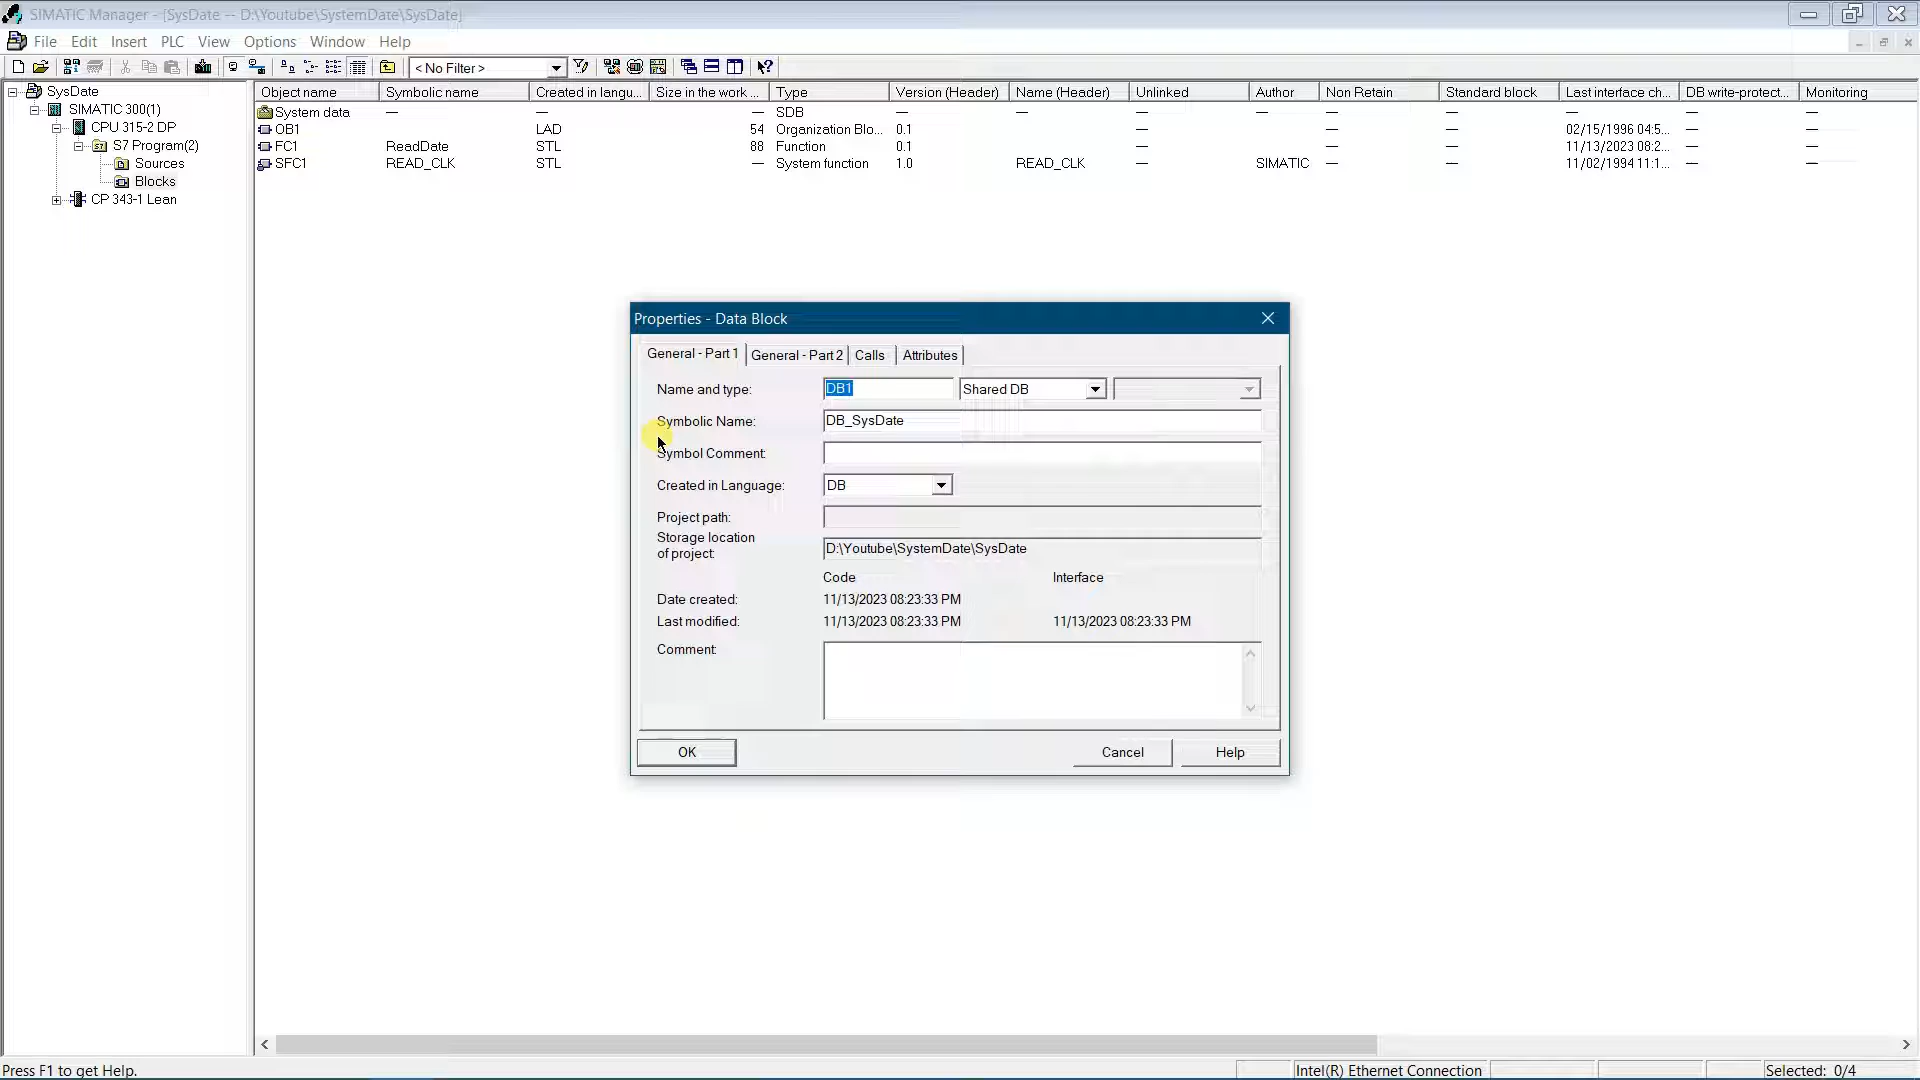 SIMATIC Manager - [SysDate -- D:\Youtube\SystemDate\SysDate]
File Edit Insert PLC View Options Window Help
< No Filter >
SysDate
SIMATIC 300(1)
CPU 315-2 DP
S7 Program(2)
Sources
Blocks
CP 343-1 Lean
Object name Symbolic name Created in langu... Size in the work ... Type Version (Header) Name (Header) Unlinked Author Non Retain Standard block Last interface ch... DB write-protect... Monitoring
System data — — — SDB — — — — — — — — —
OB1 LAD 54 Organization Blo... 0.1 — — — 02/15/1996 04:5... — —
FC1 ReadDate STL 88 Function 0.1 — — — 11/13/2023 08:2... — —
SFC1 READ_CLK STL — System function 1.0 READ_CLK — SIMATIC — — 11/02/1994 11:1... — —
Properties - Data Block
General - Part 1 General - Part 2 Calls Attributes
Name and type: DB1 Shared DB
Symbolic Name: DB_SysDate
Symbol Comment:
Created in Language: DB
Project path:
Storage location
of project: D:\Youtube\SystemDate\SysDate
Code Interface
Date created: 11/13/2023 08:23:33 PM
Last modified: 11/13/2023 08:23:33 PM 11/13/2023 08:23:33 PM
Comment:
OK Cancel Help
Press F1 to get Help. Intel(R) Ethernet Connection Selected: 0/4